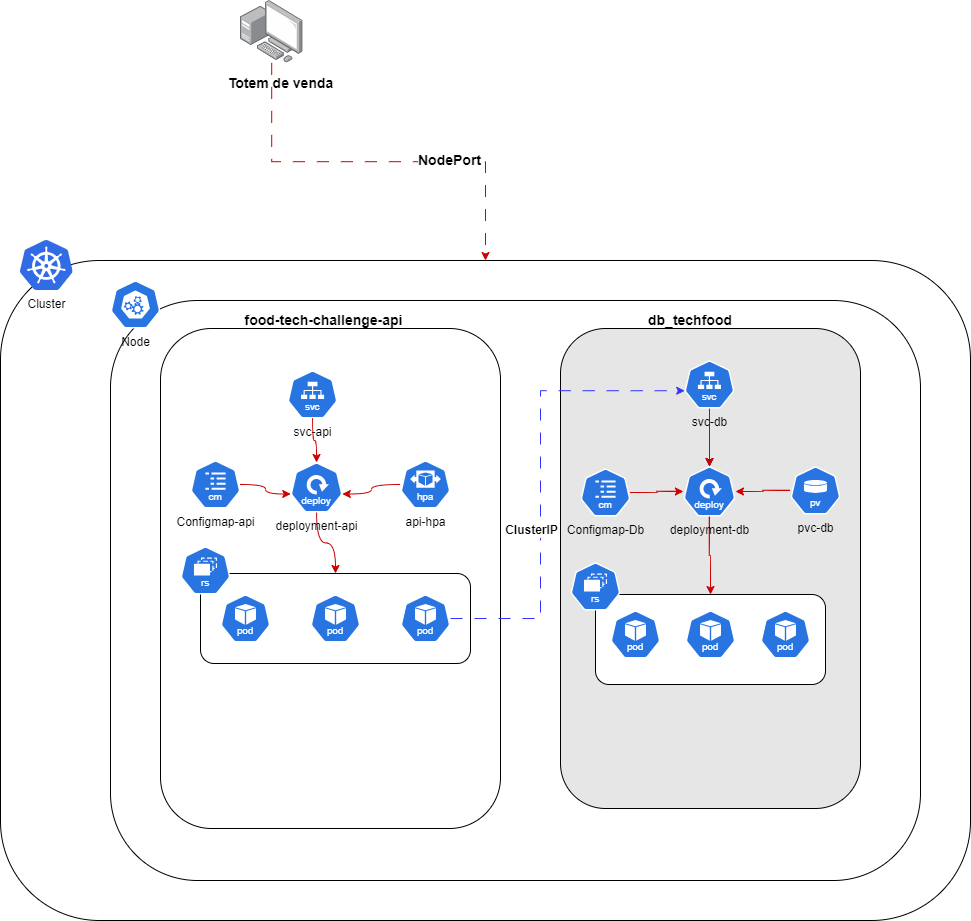 Totem de venda
NodePort
Cluster
Node
food-tech-challenge-api
svc
svc-api
cm
Configmap-api
deploy
deployment-api
hpa
api-hpa
rs
pod
pod
pod
ClusterIP
db_techfood
svc
svc-db
cm
Configmap-Db
deploy
deployment-db
pv
pvc-db
rs
pod
pod
pod